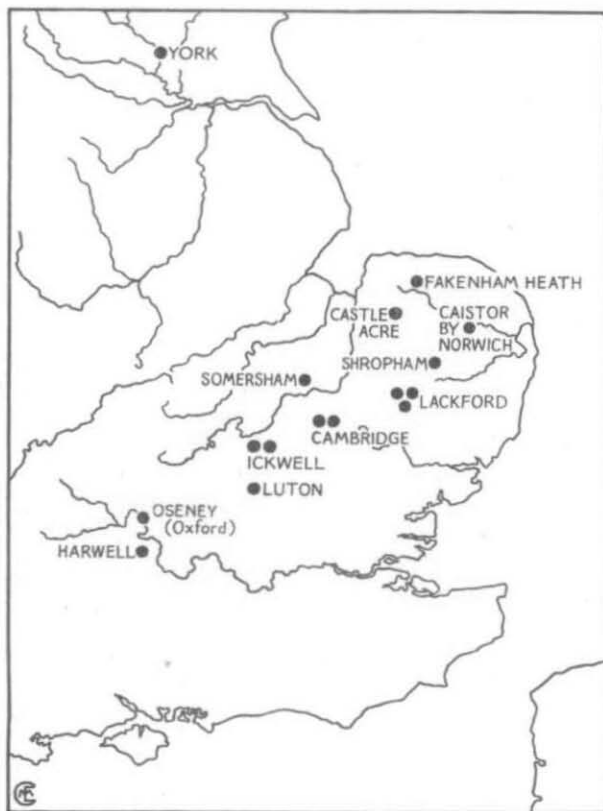 YORK
FAKENHAM HEATH
CASTLE
ACRE
CAISTOR
BY
NORWICH
SHROPHAM
SOMERSHAM
LACKFORD
CAMBRIDGE
ICKWELL
LUTON
OSENEY
(Oxford)
HARWELL